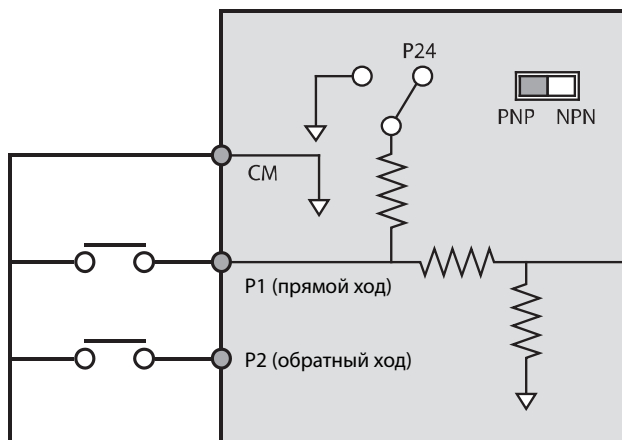 P24
PNP NPN
CM
P1 (прямой ход)
P2 (обратный ход)